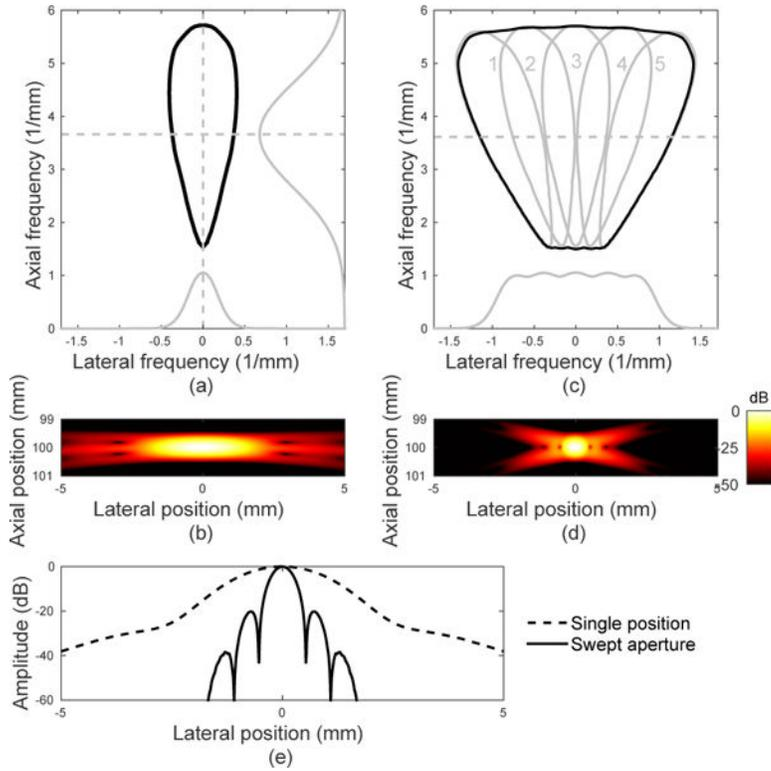 6
5
4
3
2
1
0
Axial frequency (1/mm)
-1.5 -1 -0.5 0 0.5 1 1.5
Lateral frequency (1/mm)
(a)
6
5
4
3
2
1
0
Axial frequency (1/mm)
1 2 3 4 5
-1.5 -1 -0.5 0 0.5 1 1.5
Lateral frequency (1/mm)
(c)
Axial position (mm)
99
100
101
-5 0 5
Lateral position (mm)
(b)
Axial position (mm)
99
100
101
-5 0 5
Lateral position (mm)
(d)
dB
0
-25
-50
Amplitude (dB)
0
-20
-40
-60
-5 0 5
Lateral position (mm)
(e)
Single position
Swept aperture